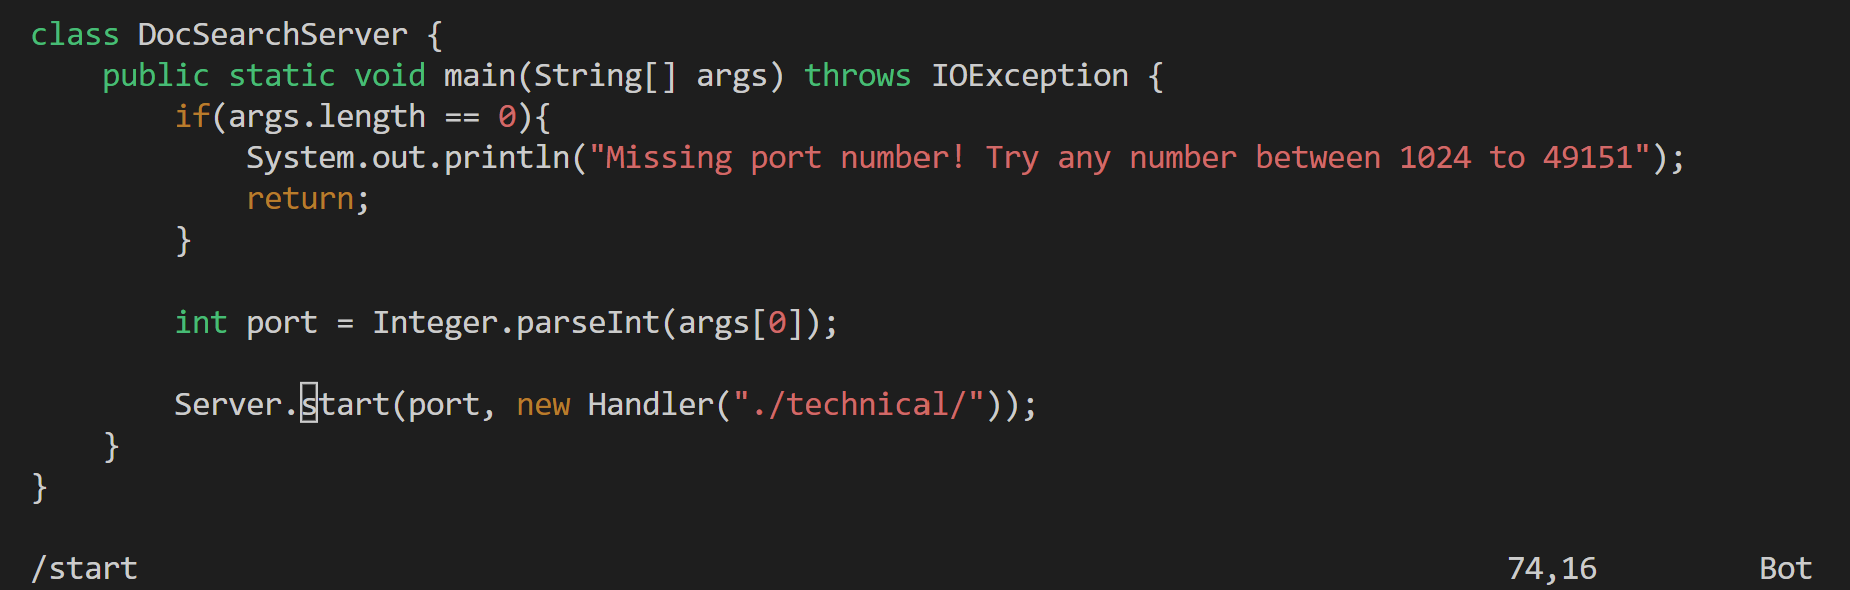 class DocSearchServer {
    public static void main(String[] args) throws IOException {
        if(args.length == 0){
            System.out.println("Missing port number! Try any number between 1024 to 49151");
            return;
        }

        int port = Integer.parseInt(args[0]);

        Server.start(port, new Handler("./technical/"));
    }
}

/start 74,16 Bot